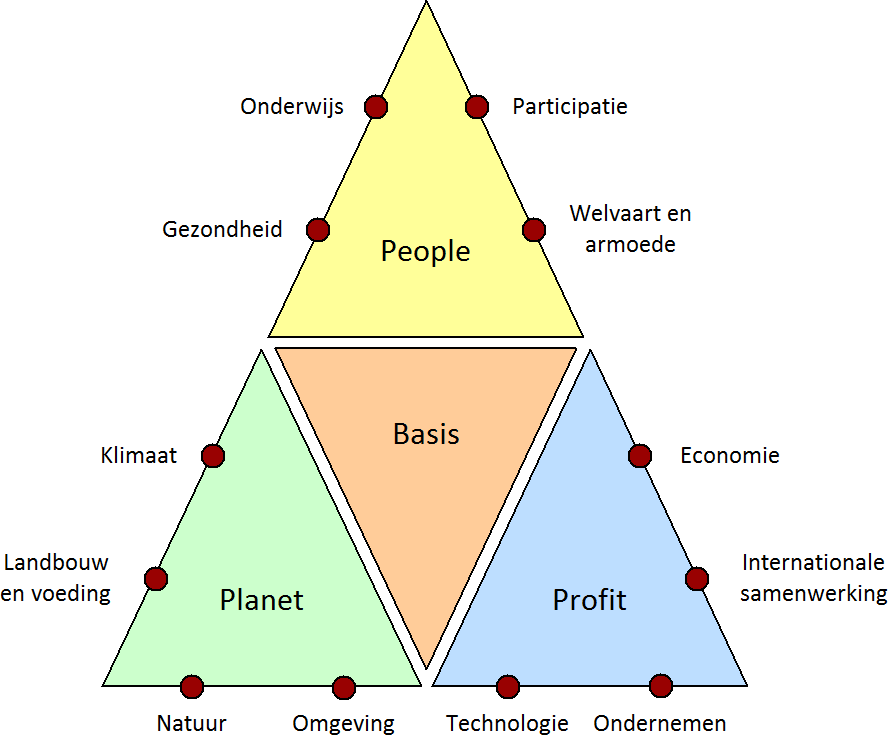 Onderwijs
Participatie
Gezondheid
Welvaart en
armoede
People
Basis
Klimaat
Economie
Landbouw
en voeding
Internationale
samenwerking
Planet
Profit
Natuur
Omgeving
Technologie
Ondernemen